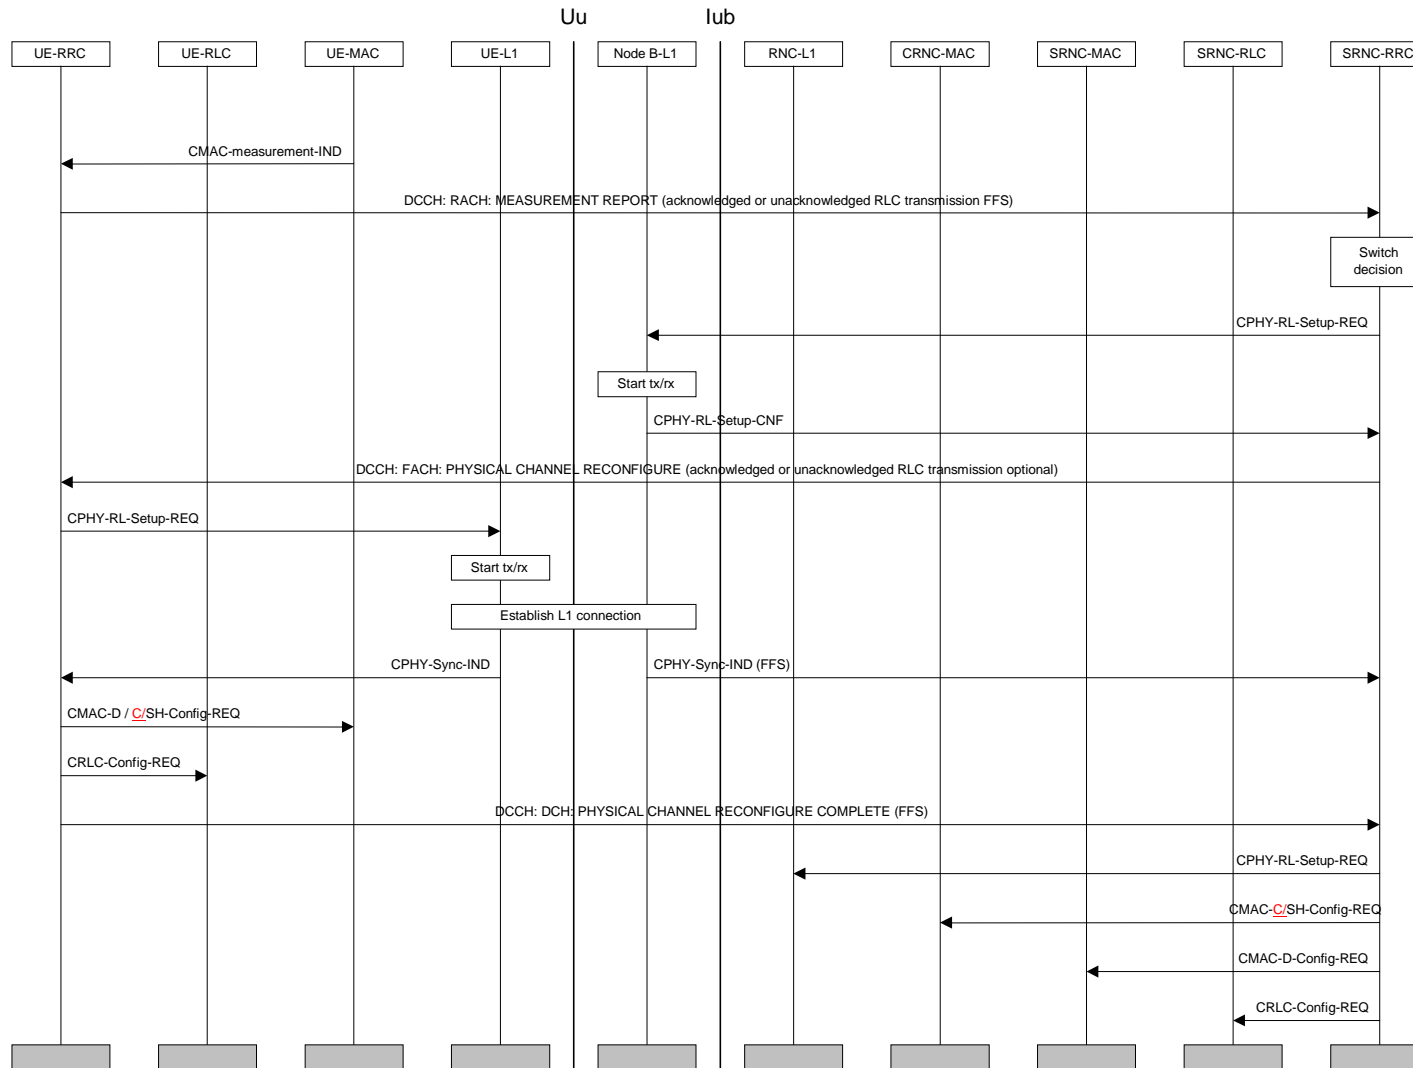 Uu
Iub
UE-RRC
UE-RLC
UE-MAC
UE-L1
Node B-L1
RNC-L1
CRNC-MAC
SRNC-MAC
SRNC-RLC
SRNC-RRC
CMAC-measurement-IND
DCCH: RACH: MEASUREMENT REPORT (acknowledged or unacknowledged RLC transmission FFS)
Switch
decision
CPHY-RL-Setup-REQ
Start tx/rx
CPHY-RL-Setup-CNF
DCCH: FACH: PHYSICAL CHANNEL RECONFIGURE (acknowledged or unacknowledged RLC transmission optional)
CPHY-RL-Setup-REQ
Start tx/rx
Establish L1 connection
CPHY-Sync-IND
CPHY-Sync-IND (FFS)
CMAC-D / C/SH-Config-REQ
CRLC-Config-REQ
DCCH: DCH: PHYSICAL CHANNEL RECONFIGURE COMPLETE (FFS)
CPHY-RL-Setup-REQ
CMAC-C/SH-Config-REQ
CMAC-D-Config-REQ
CRLC-Config-REQ